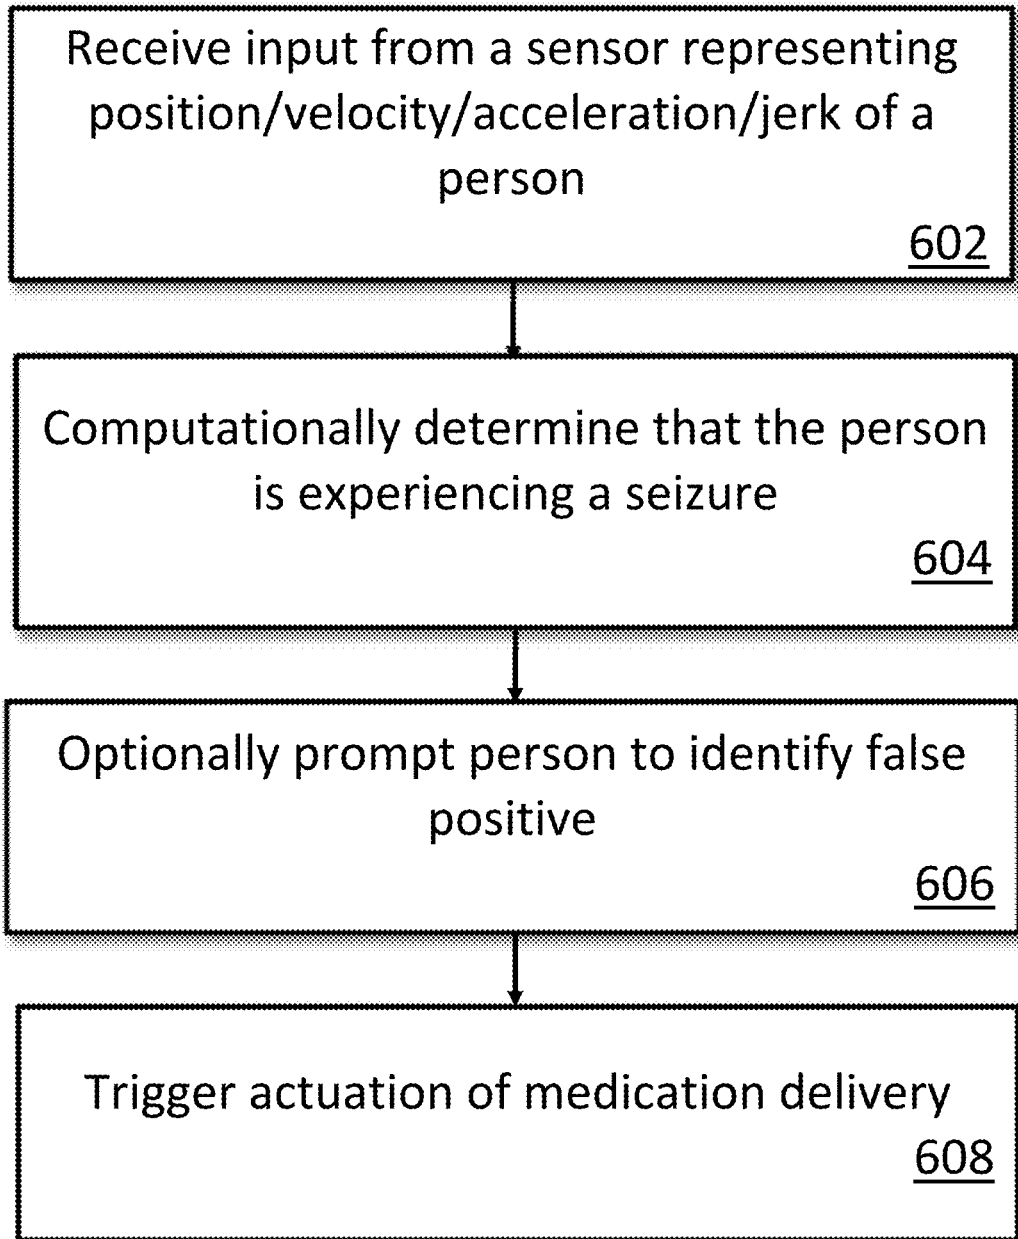 Receive input from a sensor representing
position/velocity/acceleration/jerk of a
person
602
Computationally determine that the person
is experiencing a seizure
604
Optionally prompt person to identify false
positive
606
Trigger actuation of medication delivery
608